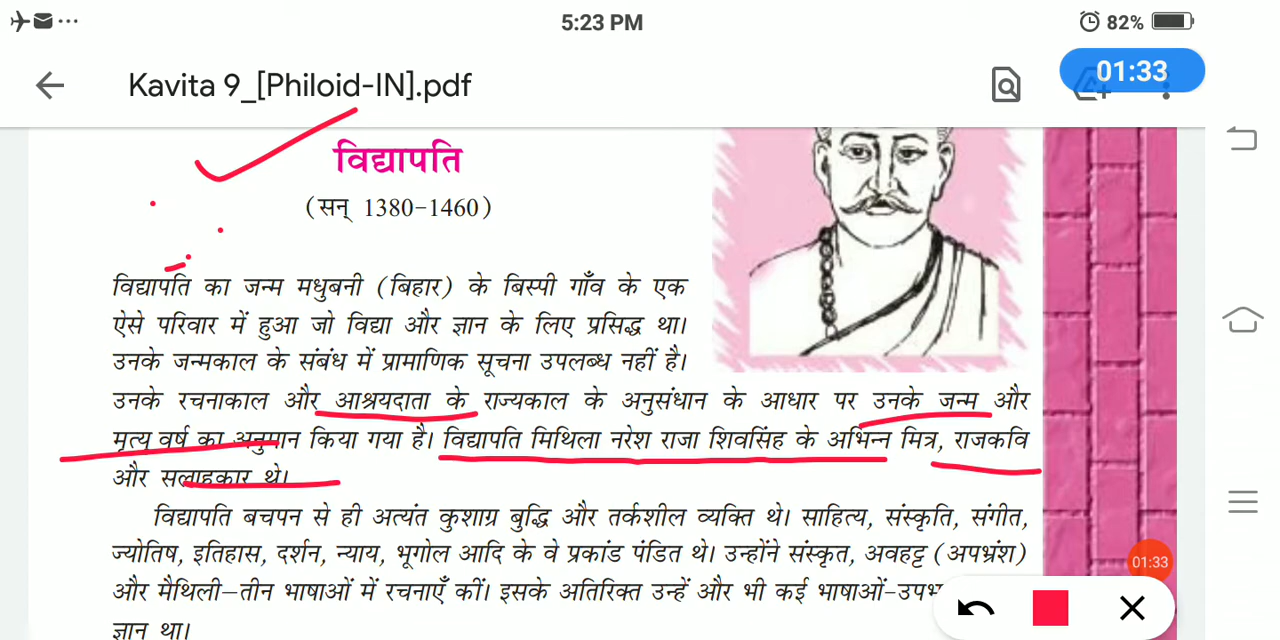 5:23 PM
82%
Kavita 9_[Philoid-IN].pdf
01:33
विद्यापति
(सन् 1380-1460)
विद्यापति का जन्म मधुबनी (बिहार) के बिस्पी गाँव के एक
ऐसे परिवार में हुआ जो विद्या और ज्ञान के लिए प्रसिद्ध था।
उनके जन्मकाल के संबंध में प्रामाणिक सूचना उपलब्ध नहीं है।
उनके रचनाकाल और आश्रयदाता के राज्यकाल के अनुसंधान के आधार पर उनके जन्म और
मृत्यु वर्ष का अनुमान किया गया है। विद्यापति मिथिला नरेश राजा शिवसिंह के अभिन्न मित्र, राजकवि
और सलाहकार थे।
विद्यापति बचपन से ही अत्यंत कुशाग्र बुद्धि और तर्कशील व्यक्ति थे। साहित्य, संस्कृति, संगीत,
ज्योतिष, इतिहास, दर्शन, न्याय, भूगोल आदि के वे प्रकांड पंडित थे। उन्होंने संस्कृत, अवहट्ट (अपभ्रंश)
और मैथिली–तीन भाषाओं में रचनाएँ कीं। इसके अतिरिक्त उन्हें और भी कई भाषाओं-
01:33
ज्ञान था।